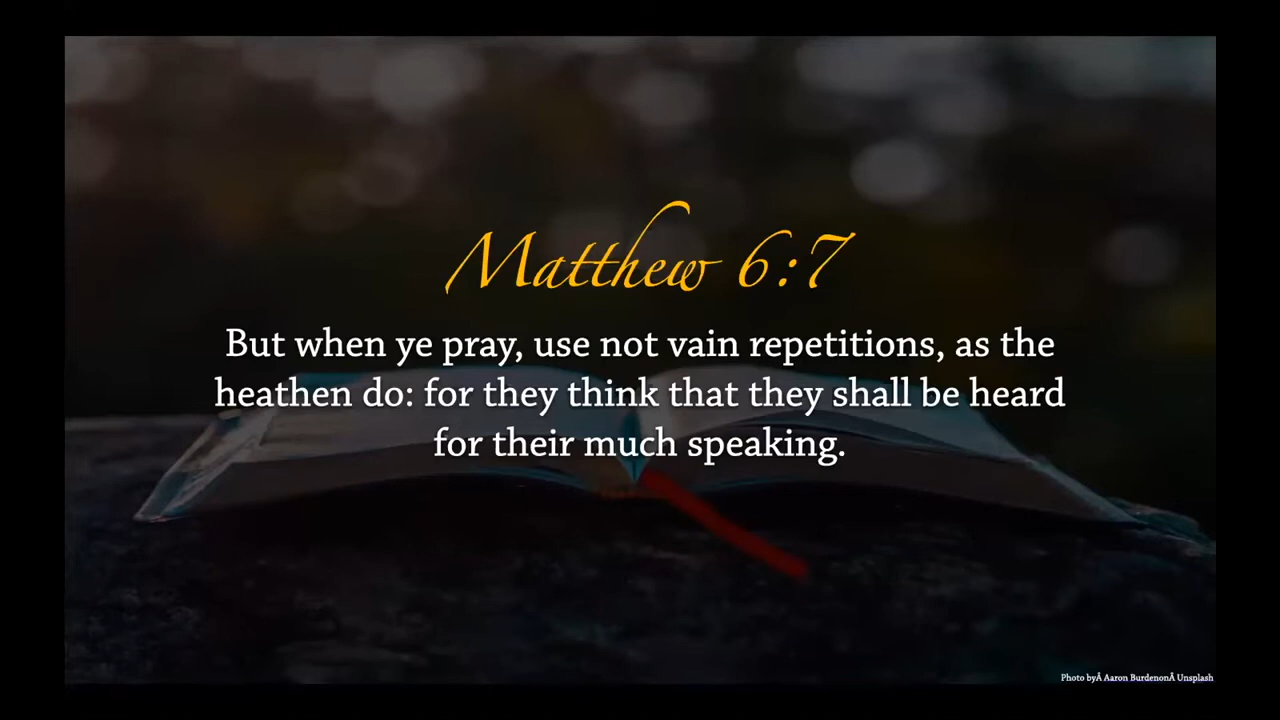 Matthew 6:7
But when ye pray, use not vain repetitions, as the
heathen do: for they think that they shall be heard
for their much speaking.
Photo byÂ Aaron BurdenonÂ Unsplash